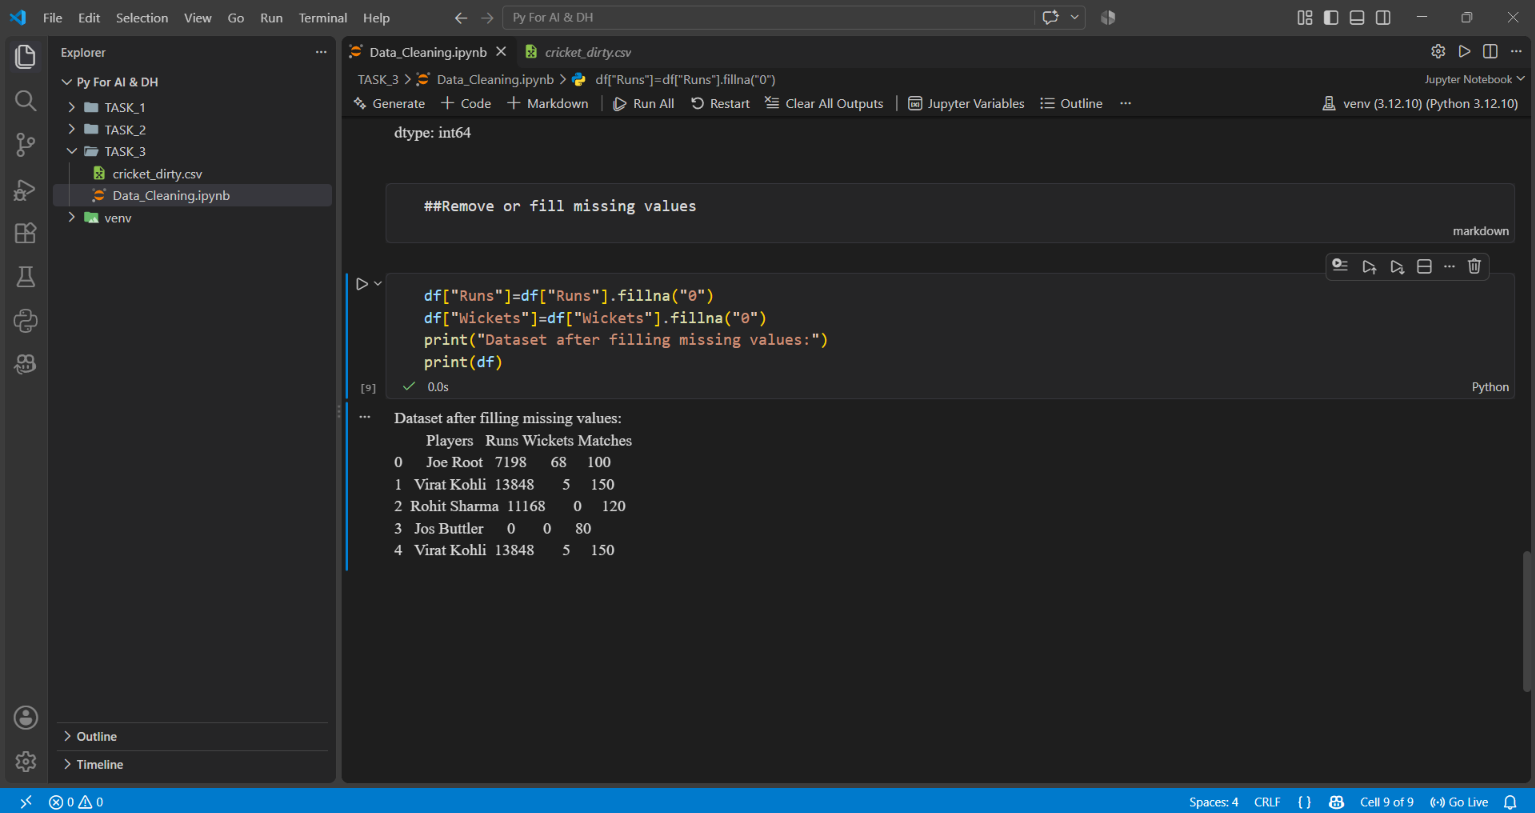 File Edit Selection View Go Run Terminal Help
Py For AI & DH
Explorer
Data_Cleaning.ipynb
cricket_dirty.csv
Py For AI & DH
TASK_1
TASK_2
TASK_3
cricket_dirty.csv
Data_Cleaning.ipynb
venv
Outline
Timeline
TASK_3 > Data_Cleaning.ipynb > df["Runs"]=df["Runs"].fillna("0")
Jupyter Notebook
Generate + Code + Markdown Run All Restart Clear All Outputs Jupyter Variables Outline ...
venv (3.12.10) (Python 3.12.10)
dtype: int64
##Remove or fill missing values
markdown
df["Runs"]=df["Runs"].fillna("0")
df["Wickets"]=df["Wickets"].fillna("0")
print("Dataset after filling missing values:")
print(df)
[9] 0.0s
Python
Dataset after filling missing values:
Players Runs Wickets Matches
0 Joe Root 7198 68 100
1 Virat Kohli 13848 5 150
2 Rohit Sharma 11168 0 120
3 Jos Buttler 0 0 80
4 Virat Kohli 13848 5 150
0 0
Spaces: 4 CRLF { } Cell 9 of 9 Go Live